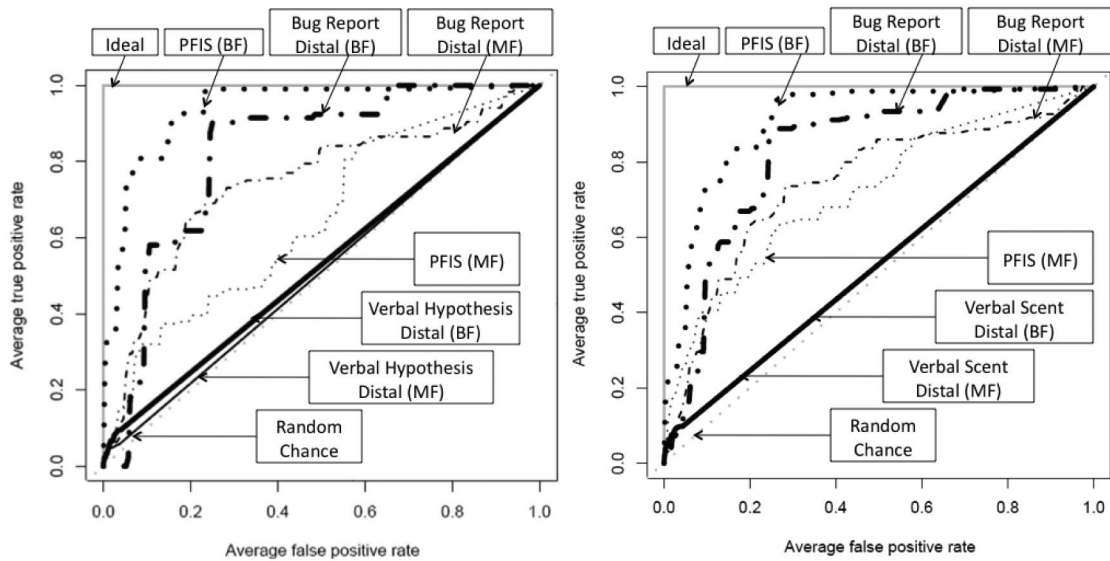 Ideal
PFIS (BF)
Bug Report
Distal (BF)
Bug Report
Distal (MF)
1.0
0.8
0.6
0.4
0.2
0.0
Average true positive rate
PFIS (MF)
Verbal Hypothesis
Distal (BF)
Verbal Hypothesis
Distal (MF)
Random
Chance
0.0 0.2 0.4 0.6 0.8 1.0
Average false positive rate
Ideal
PFIS (BF)
Bug Report
Distal (BF)
Bug Report
Distal (MF)
1.0
0.8
0.6
0.4
0.2
0.0
Average true positive rate
PFIS (MF)
Verbal Scent
Distal (BF)
Verbal Scent
Distal (MF)
Random
Chance
0.0 0.2 0.4 0.6 0.8 1.0
Average false positive rate